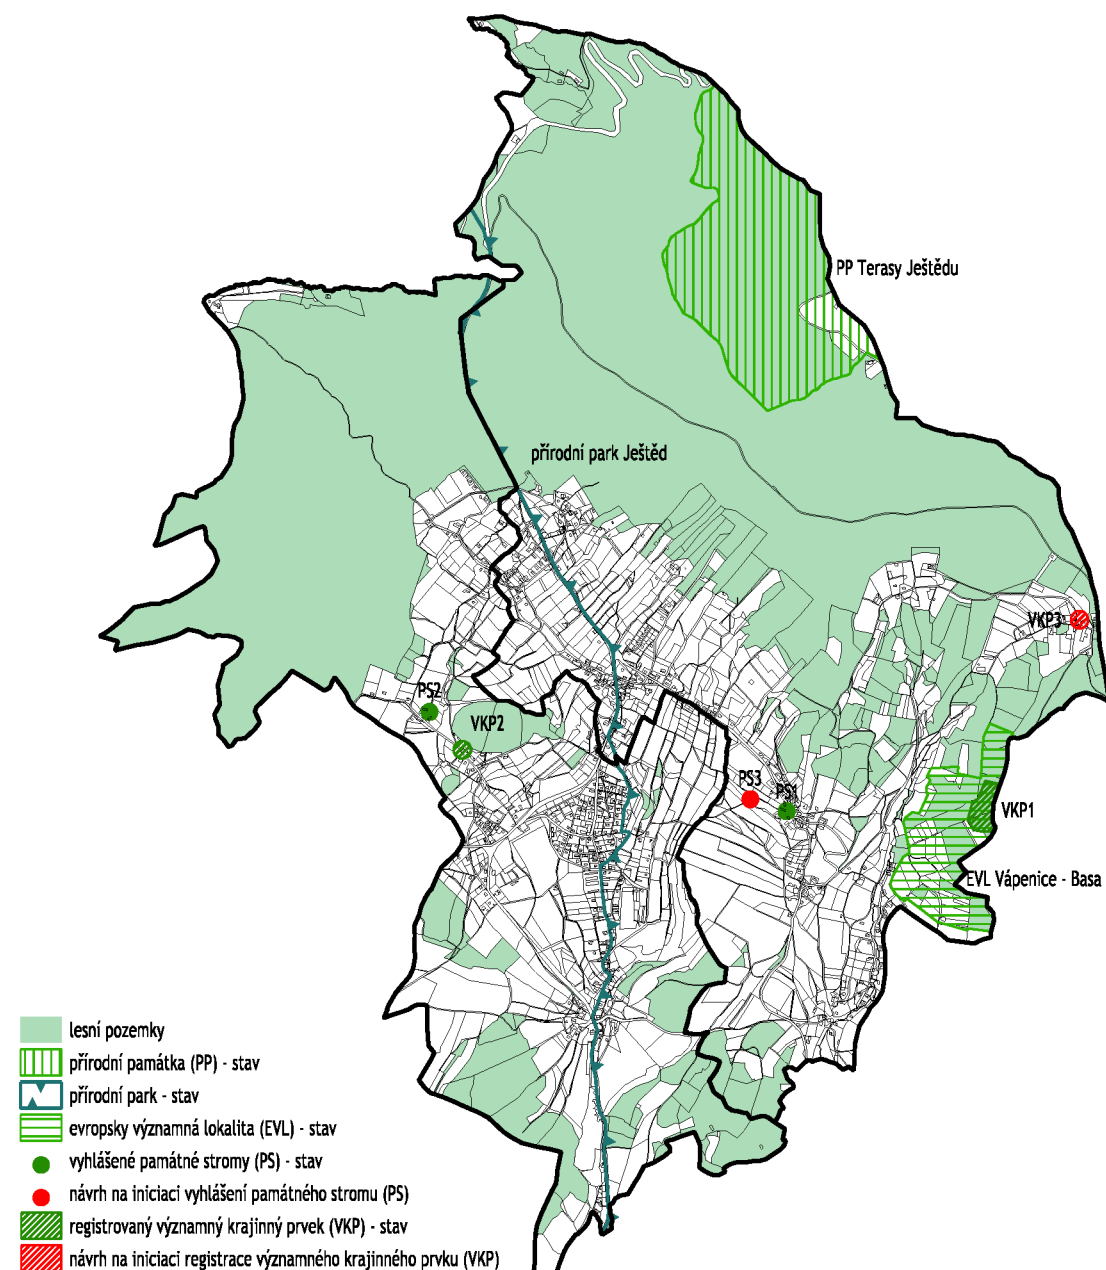 PP Terasy Ještědu
přírodní park Ještěd
VKP3
PS2
VKP2
PS3
PS1
VKP1
EVL Vápenice - Basa
lesní pozemky
přírodní památka (PP) - stav
přírodní park - stav
evropsky významná lokalita (EVL) - stav
vyhlášené památné stromy (PS) - stav
návrh na iniciaci vyhlášení památného stromu (PS)
registrovaný významný krajinný prvek (VKP) - stav
návrh na iniciaci registrace významného krajinného prvku (VKP)